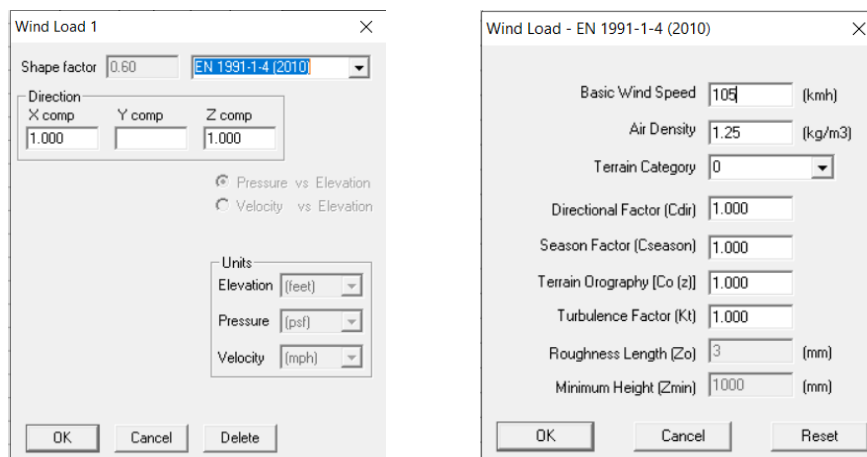 Wind Load 1
Shape factor 0.60 EN 1991-1-4 (2010)
Direction
X comp Y comp Z comp
1.000 1.000
Pressure vs Elevation
Velocity vs Elevation
Units
Elevation (feet)
Pressure (psf)
Velocity (mph)
OK Cancel Delete
Wind Load - EN 1991-1-4 (2010)
Basic Wind Speed 105 (kmh)
Air Density 1.25 (kg/m3)
Terrain Category 0
Directional Factor (Cdir) 1.000
Season Factor (Cseason) 1.000
Terrain Orography [Co (z)] 1.000
Turbulence Factor (Kt) 1.000
Roughness Length (Zo) 3 (mm)
Minimum Height (Zmin) 1000 (mm)
OK Cancel Reset